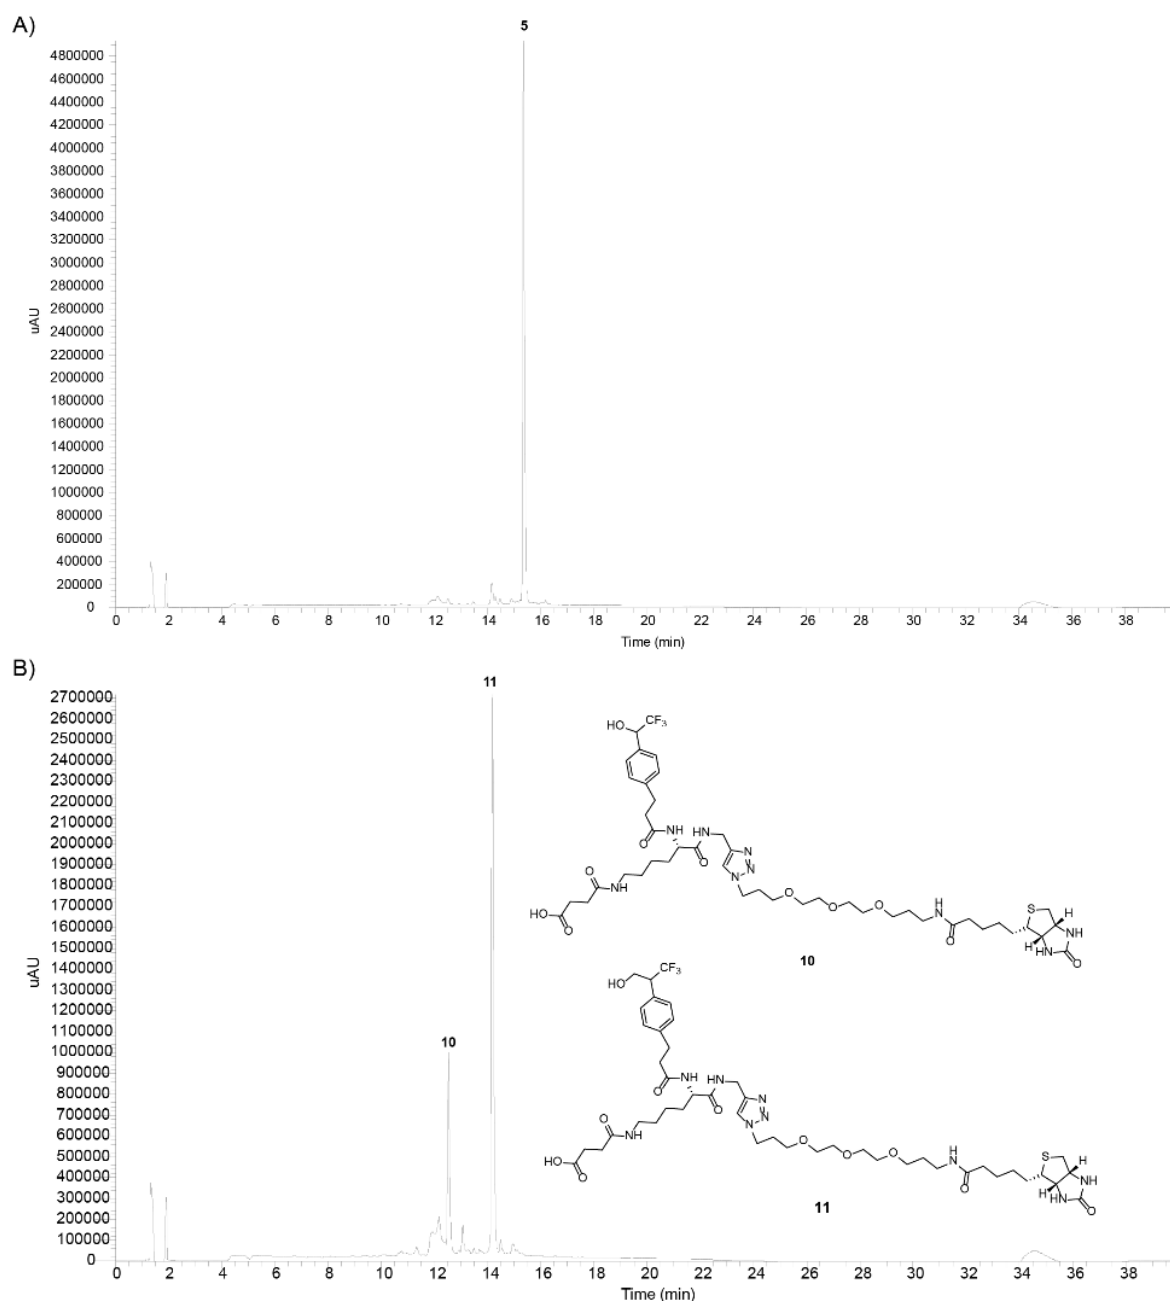 A)
5
4800000
4600000
4400000
4200000
4000000
3800000
3600000
3400000
3200000
3000000
2800000
2600000
2400000
2200000
2000000
1800000
1600000
1400000
1200000
1000000
800000
600000
400000
200000
0
uAU
0 2 4 6 8 10 12 14 16 18 20 22 24 26 28 30 32 34 36 38
Time (min)
B)
11
10
2700000
2600000
2500000
2400000
2300000
2200000
2100000
2000000
1900000
1800000
1700000
1600000
1500000
1400000
1300000
1200000
1100000
1000000
900000
800000
700000
600000
500000
400000
300000
200000
100000
0
uAU
0 2 4 6 8 10 12 14 16 18 20 22 24 26 28 30 32 34 36 38
Time (min)
HO CF3
O NH HN
O
N
N
N
O
N
H
HO
O
O O O
H
N
O
S
H
H
NH
HN
O
10
HO CF3
O NH HN
O
N
N
N
O
N
H
HO
O
O O O
H
N
O
S
H
H
NH
HN
O
11